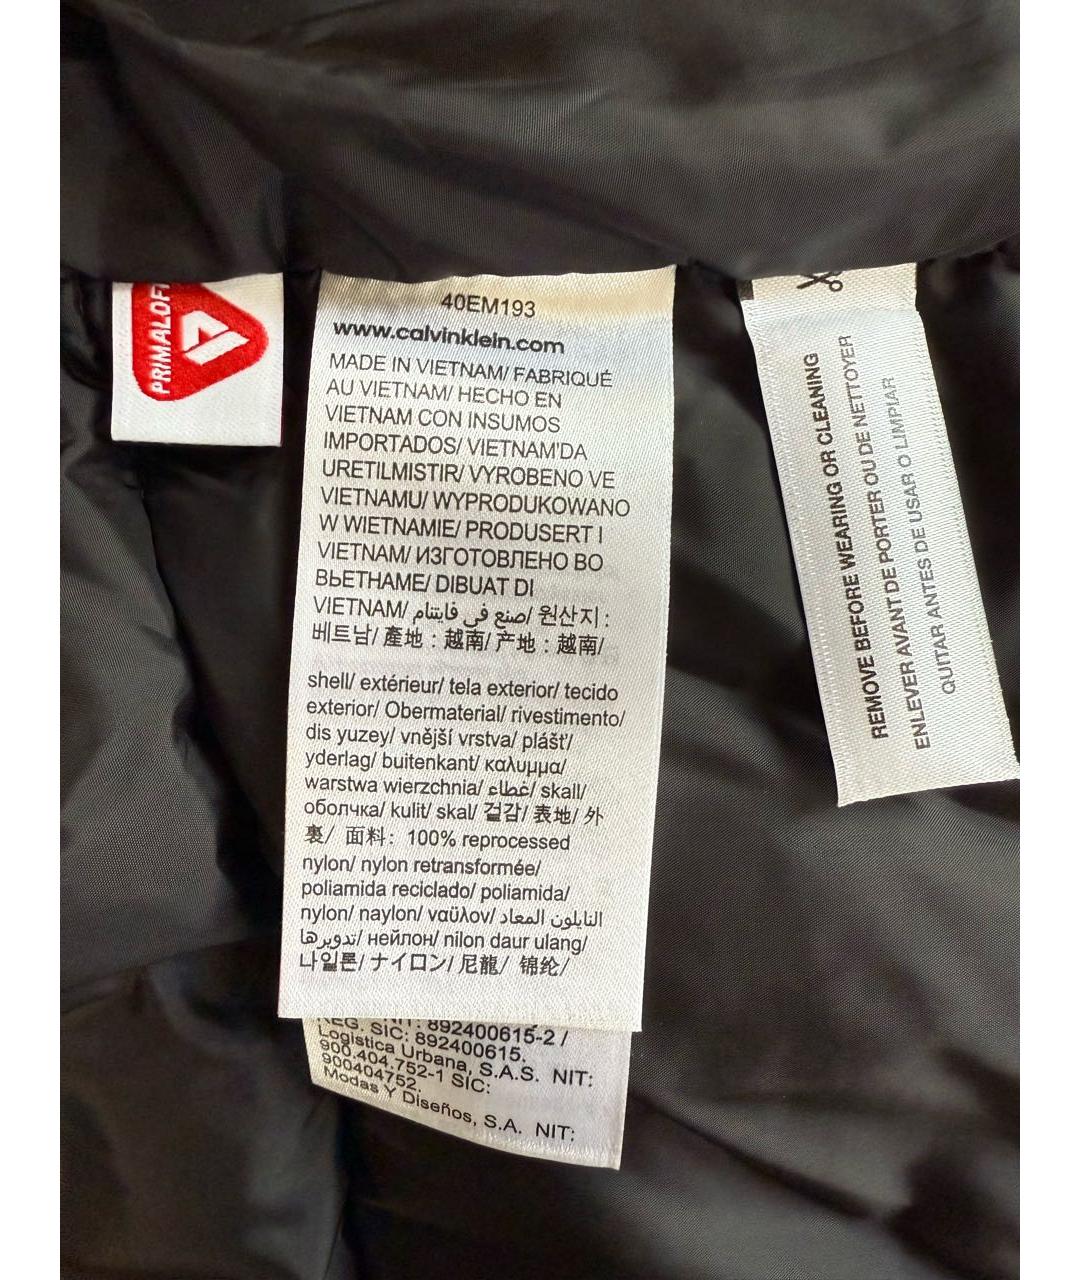 PRIMALOFT
40EM193
www.calvinklein.com
MADE IN VIETNAM/ FABRIQUÉ
AU VIETNAM/ HECHO EN
VIETNAM CON INSUMOS
IMPORTADOS/ VIETNAM'DA
URETILMISTIR/ VYROBENO VE
VIETNAMU/ WYPRODUKOWANO
W WIETNAMIE/ PRODUSERT I
VIETNAM/ ИЗГОТОВЛЕНО ВО
ВЬЕТНАМЕ/ DIBUAT DI
VIETNAM/ صنع في فايتنام/ 원산지 :
베트남/ 產地 : 越南/ 产地 : 越南/
shell/ extérieur/ tela exterior/ tecido
exterior/ Obermaterial/ rivestimento/
dis yuzey/ vnější vrstva/ plášť/
yderlag/ buitenkant/ καλυμμα/
warstwa wierzchnia/ غطاء/ skall/
оболчка/ kulit/ skal/ 겉감/ 表地/ 外
裏/ 面料: 100% reprocessed
nylon/ nylon retransformée/
poliamida reciclado/ poliamida/
nylon/ naylon/ ναϋλον/ النايلون المعاد
تدويرها/ нейлон/ nilon daur ulang/
나일론/ ナイロン/ 尼龍/ 锦纶/
892400615-2 /
REG. SIC: 892400615.
Logistica Urbana, S.A.S. NIT:
900.404.752-1 SIC:
900404752.
Modas Y Diseños, S.A. NIT:
REMOVE BEFORE WEARING OR CLEANING
ENLEVER AVANT DE PORTER OU DE NETTOYER
QUITAR ANTES DE USAR O LIMPIAR